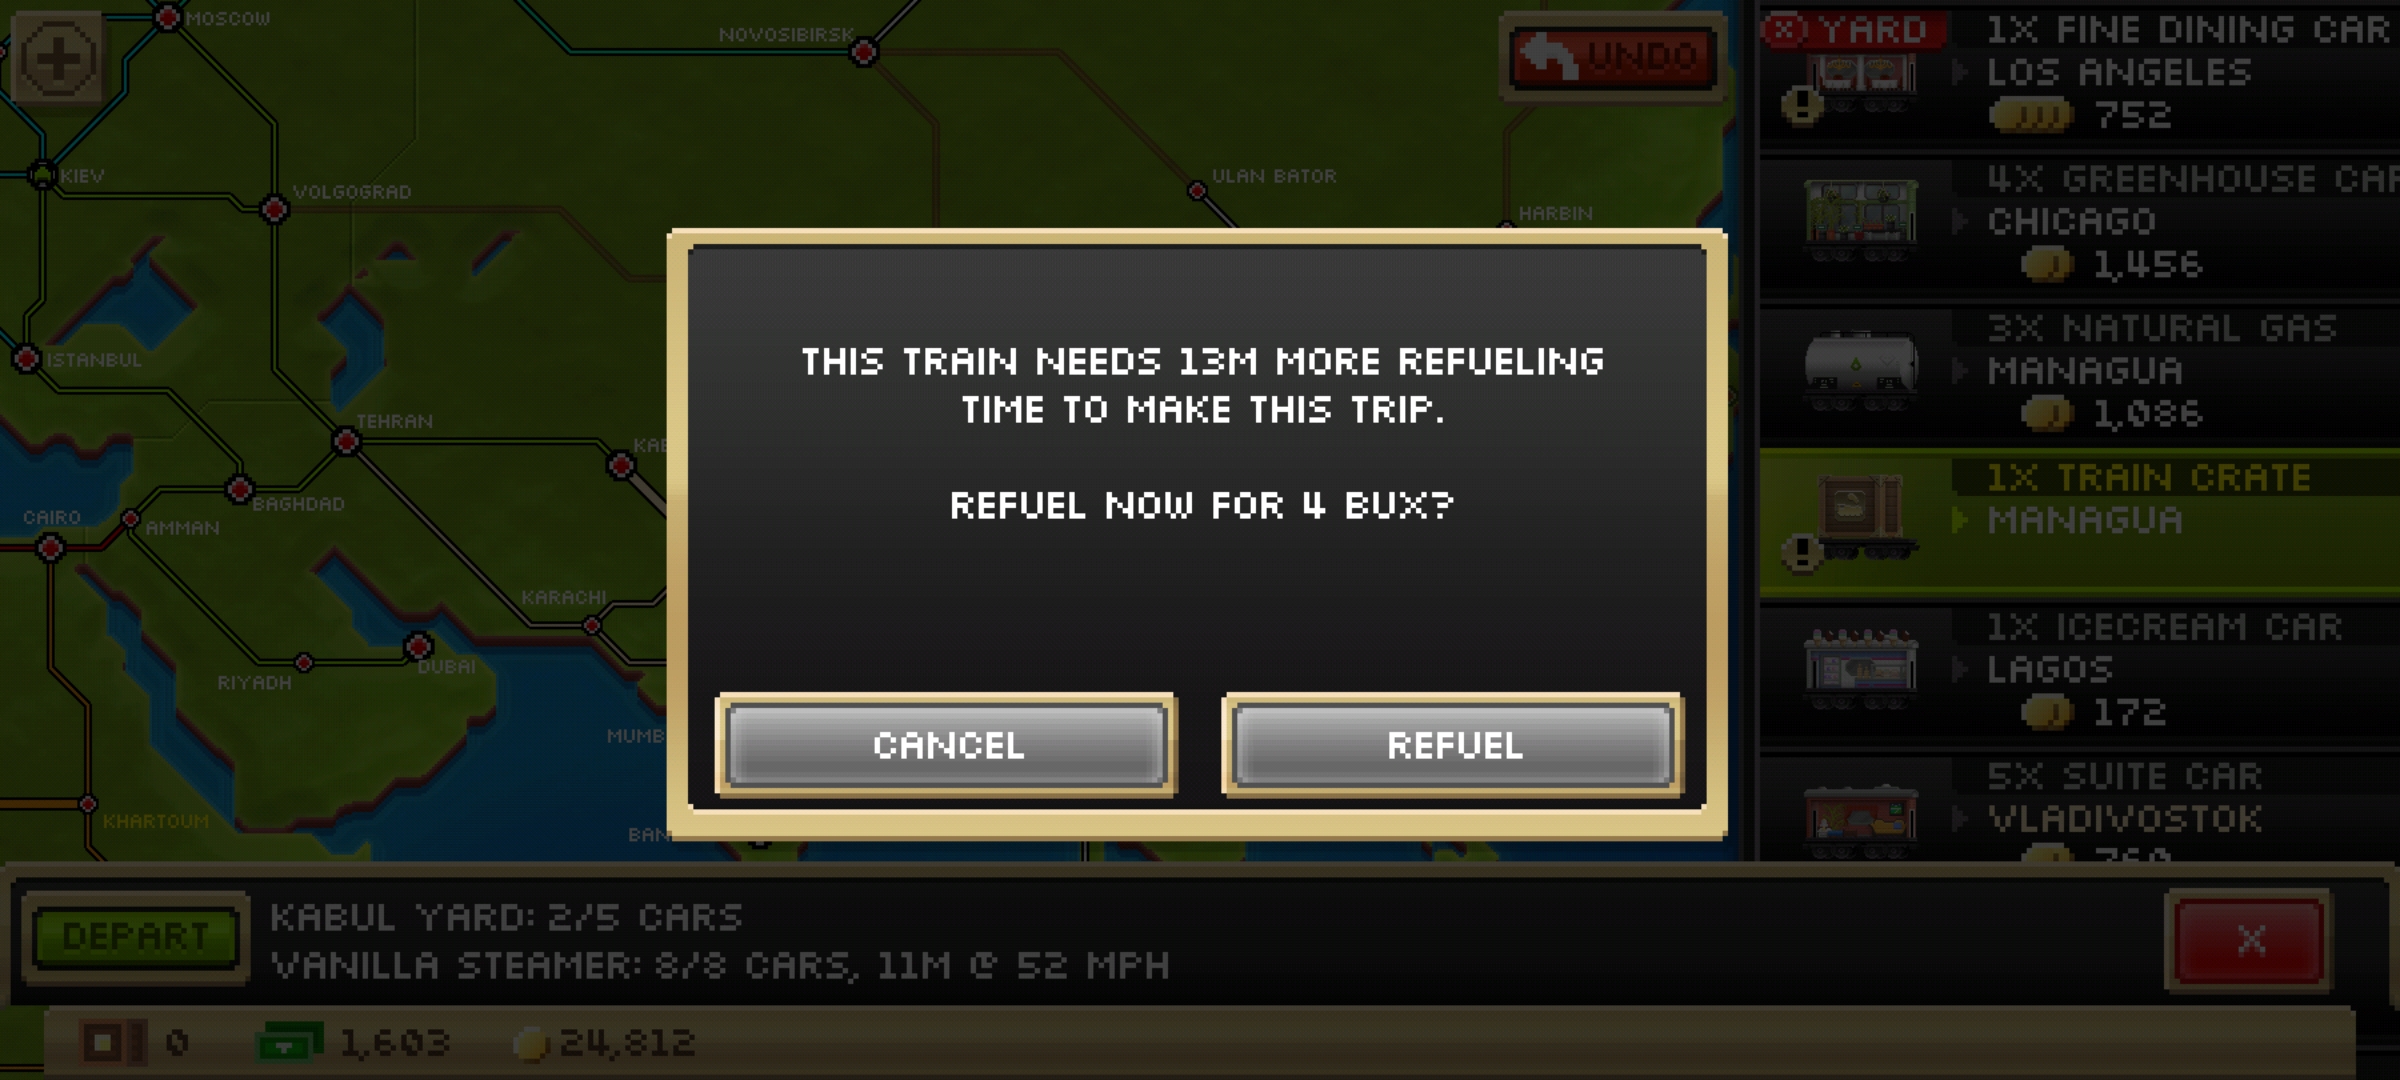 MOSCOW
NOVOSIBIRSK
UNDO
KIEV
VOLGOGRAD
ULAN BATOR
HARBIN
ISTANBUL
TEHRAN
BAGHDAD
CAIRO
AMMAN
KARACHI
RIYADH
DUBAI
KHARTOUM
THIS TRAIN NEEDS 13M MORE REFUELING
TIME TO MAKE THIS TRIP.
REFUEL NOW FOR 4 BUX?
CANCEL
REFUEL
YARD
1X FINE DINING CAR
LOS ANGELES
752
4X GREENHOUSE CAR
CHICAGO
1,456
3X NATURAL GAS
MANAGUA
1,086
1X TRAIN CRATE
MANAGUA
1X ICECREAM CAR
LAGOS
172
5X SUITE CAR
VLADIVOSTOK
DEPART
KABUL YARD: 2/5 CARS
VANILLA STEAMER: 8/8 CARS, 11M @ 52 MPH
X
0
1,603
24,812